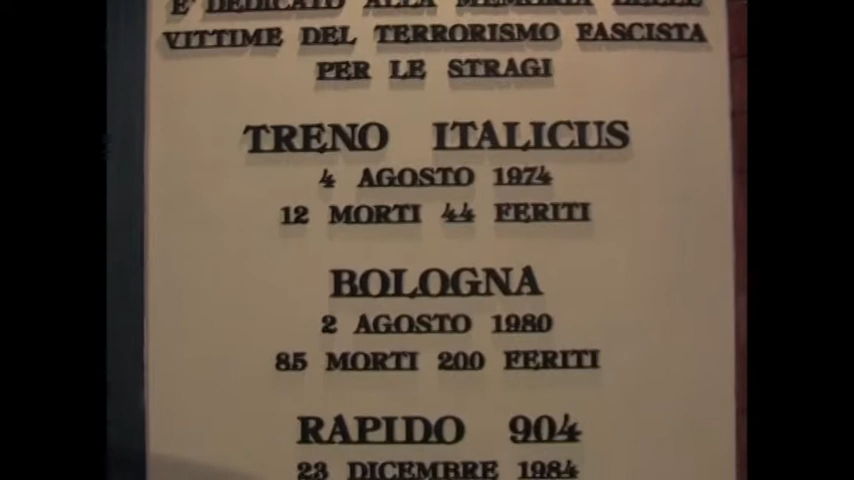 E' DEDICATO ALLA MEMORIA DELLE
VITTIME DEL TERRORISMO FASCISTA
PER LE STRAGI
TRENO ITALICUS
4 AGOSTO 1974
12 MORTI 44 FERITI
BOLOGNA
2 AGOSTO 1980
85 MORTI 200 FERITI
RAPIDO 904
23 DICEMBRE 1984